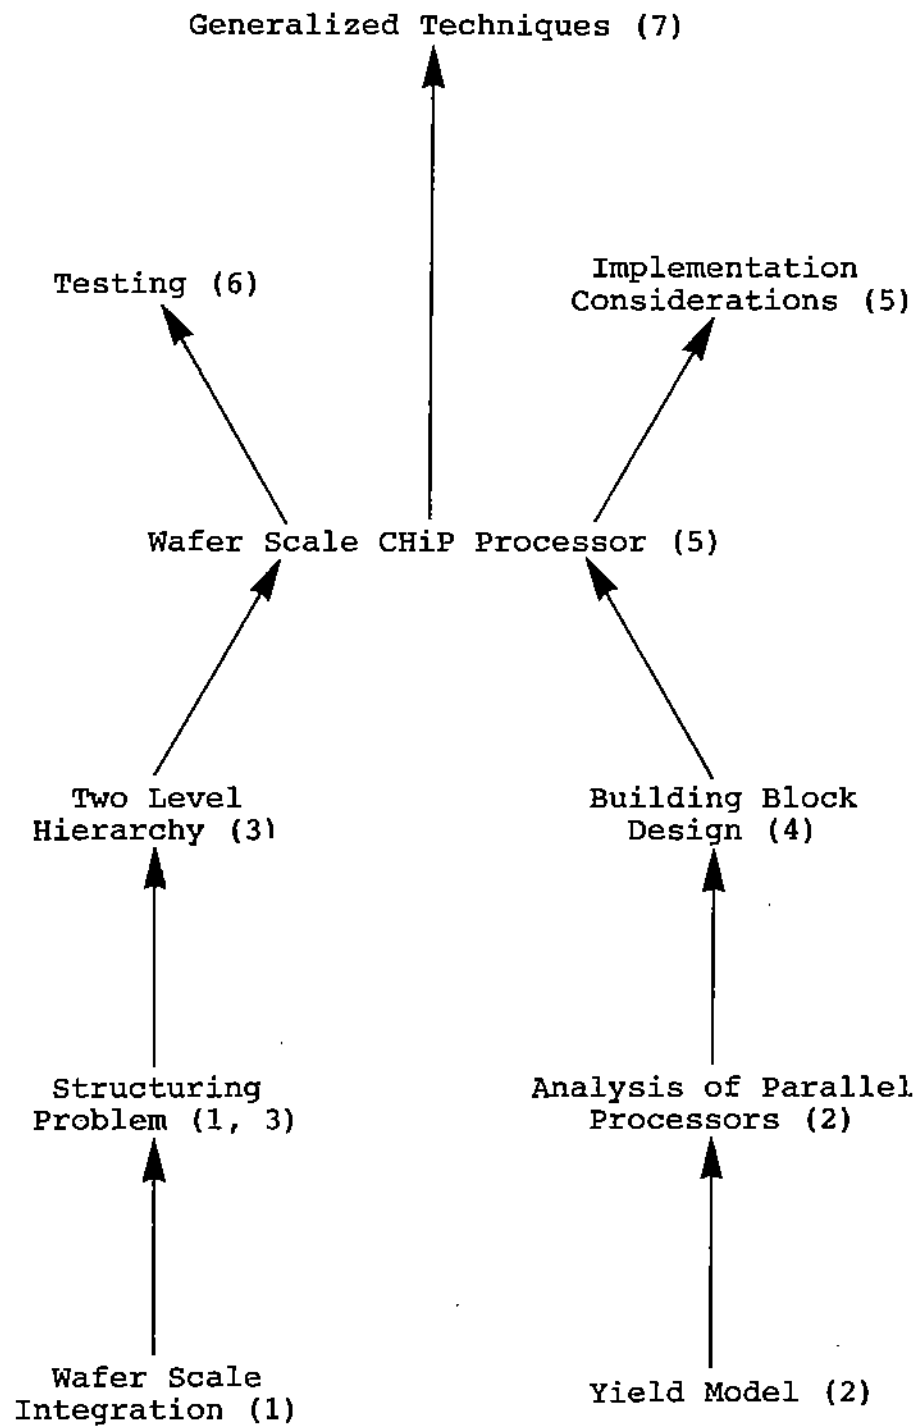 Generalized Techniques (7)
Testing (6)
Implementation
Considerations (5)
Wafer Scale CHiP Processor (5)
Two Level
Hierarchy (3)
Building Block
Design (4)
Structuring
Problem (1, 3)
Analysis of Parallel
Processors (2)
Wafer Scale
Integration (1)
Yield Model (2)